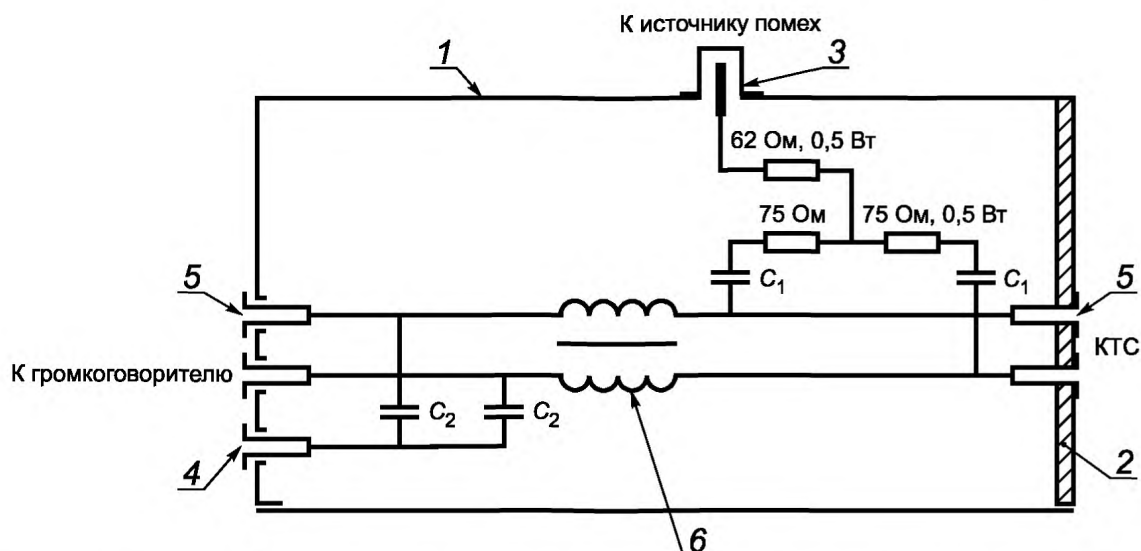 К источнику помех
1
3
62 Ом, 0,5 Вт
75 Ом
75 Ом, 0,5 Вт
C1
C1
5
5
К громкоговорителю
КТС
C2
C2
4
2
6